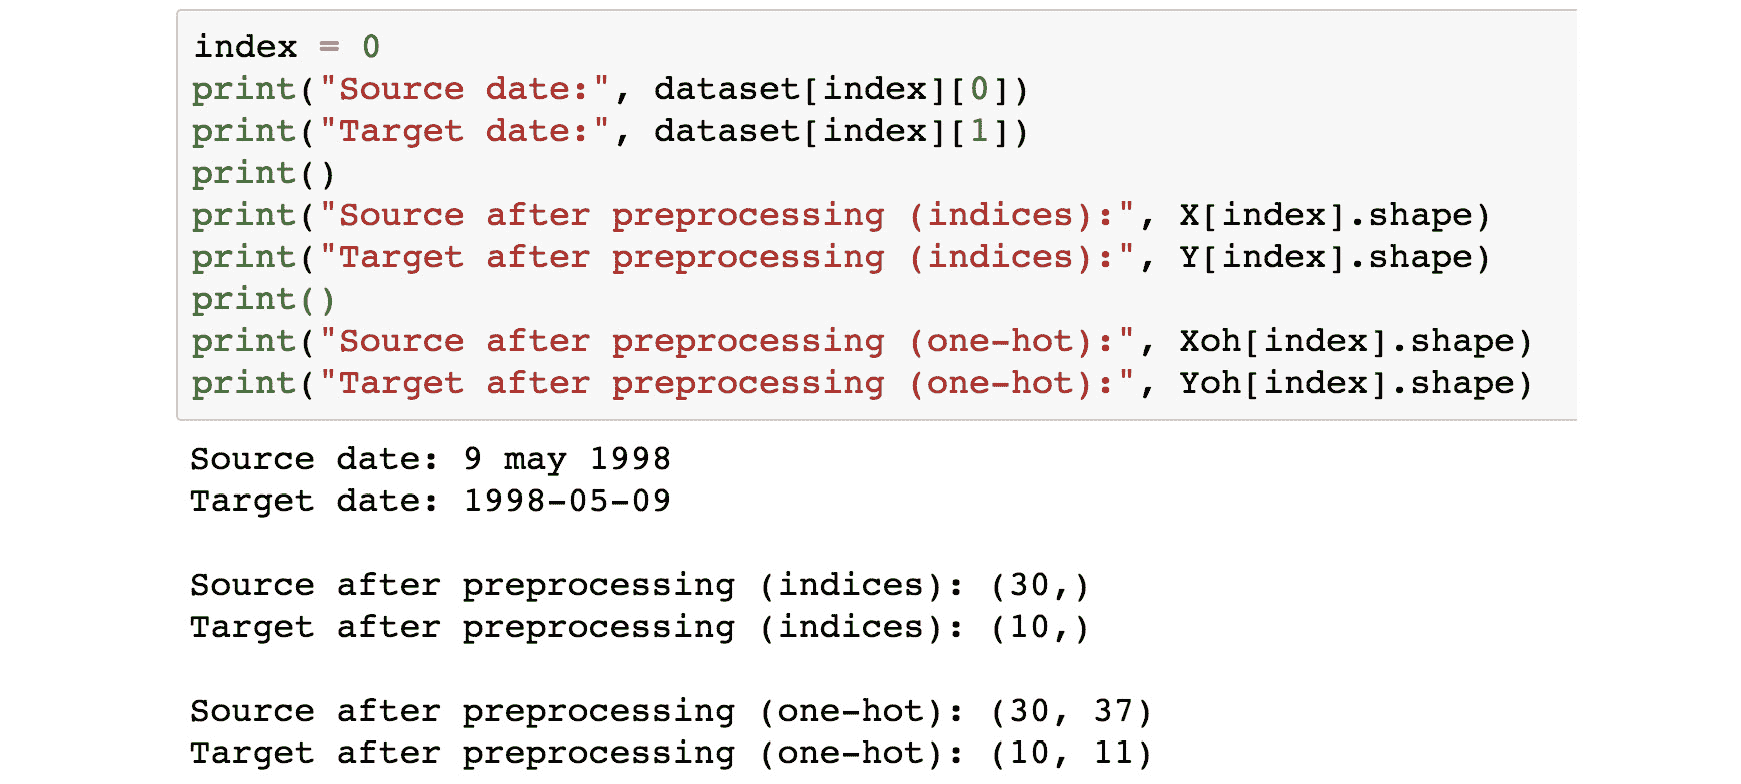 index = 0
print("Source date:", dataset[index][0])
print("Target date:", dataset[index][1])
print()
print("Source after preprocessing (indices):", X[index].shape)
print("Target after preprocessing (indices):", Y[index].shape)
print()
print("Source after preprocessing (one-hot):", Xoh[index].shape)
print("Target after preprocessing (one-hot):", Yoh[index].shape)
Source date: 9 may 1998
Target date: 1998-05-09
Source after preprocessing (indices): (30,)
Target after preprocessing (indices): (10,)
Source after preprocessing (one-hot): (30, 37)
Target after preprocessing (one-hot): (10, 11)